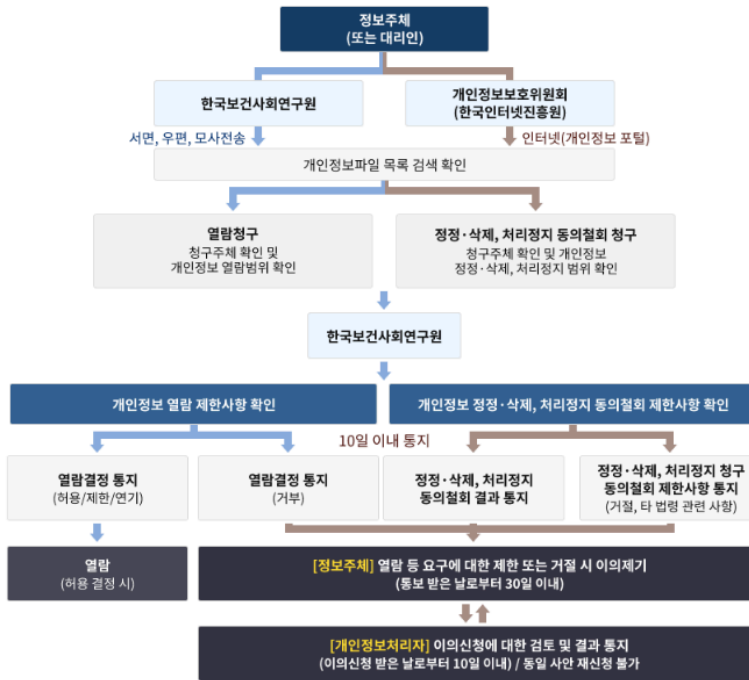 정보주체
(또는 대리인)
한국보건사회연구원
개인정보보호위원회
(한국인터넷진흥원)
서면, 우편, 모사전송
인터넷(개인정보 포털)
개인정보파일 목록 검색 확인
열람청구
청구주체 확인 및
개인정보 열람범위 확인
정정·삭제, 처리정지 동의철회 청구
청구주체 확인 및 개인정보
정정·삭제, 처리정지 범위 확인
한국보건사회연구원
개인정보 열람 제한사항 확인
개인정보 정정·삭제, 처리정지 동의철회 제한사항 확인
10일 이내 통지
열람결정 통지
(허용/제한/연기)
열람결정 통지
(거부)
정정·삭제, 처리정지
동의철회 결과 통지
정정·삭제, 처리정지 청구
동의철회 제한사항 통지
(거절, 타 법령 관련 사항)
열람
(허용 결정 시)
[정보주체] 열람 등 요구에 대한 제한 또는 거절 시 이의제기
(통보 받은 날로부터 30일 이내)
[개인정보처리자] 이의신청에 대한 검토 및 결과 통지
(이의신청 받은 날로부터 10일 이내) / 동일 사안 재신청 불가